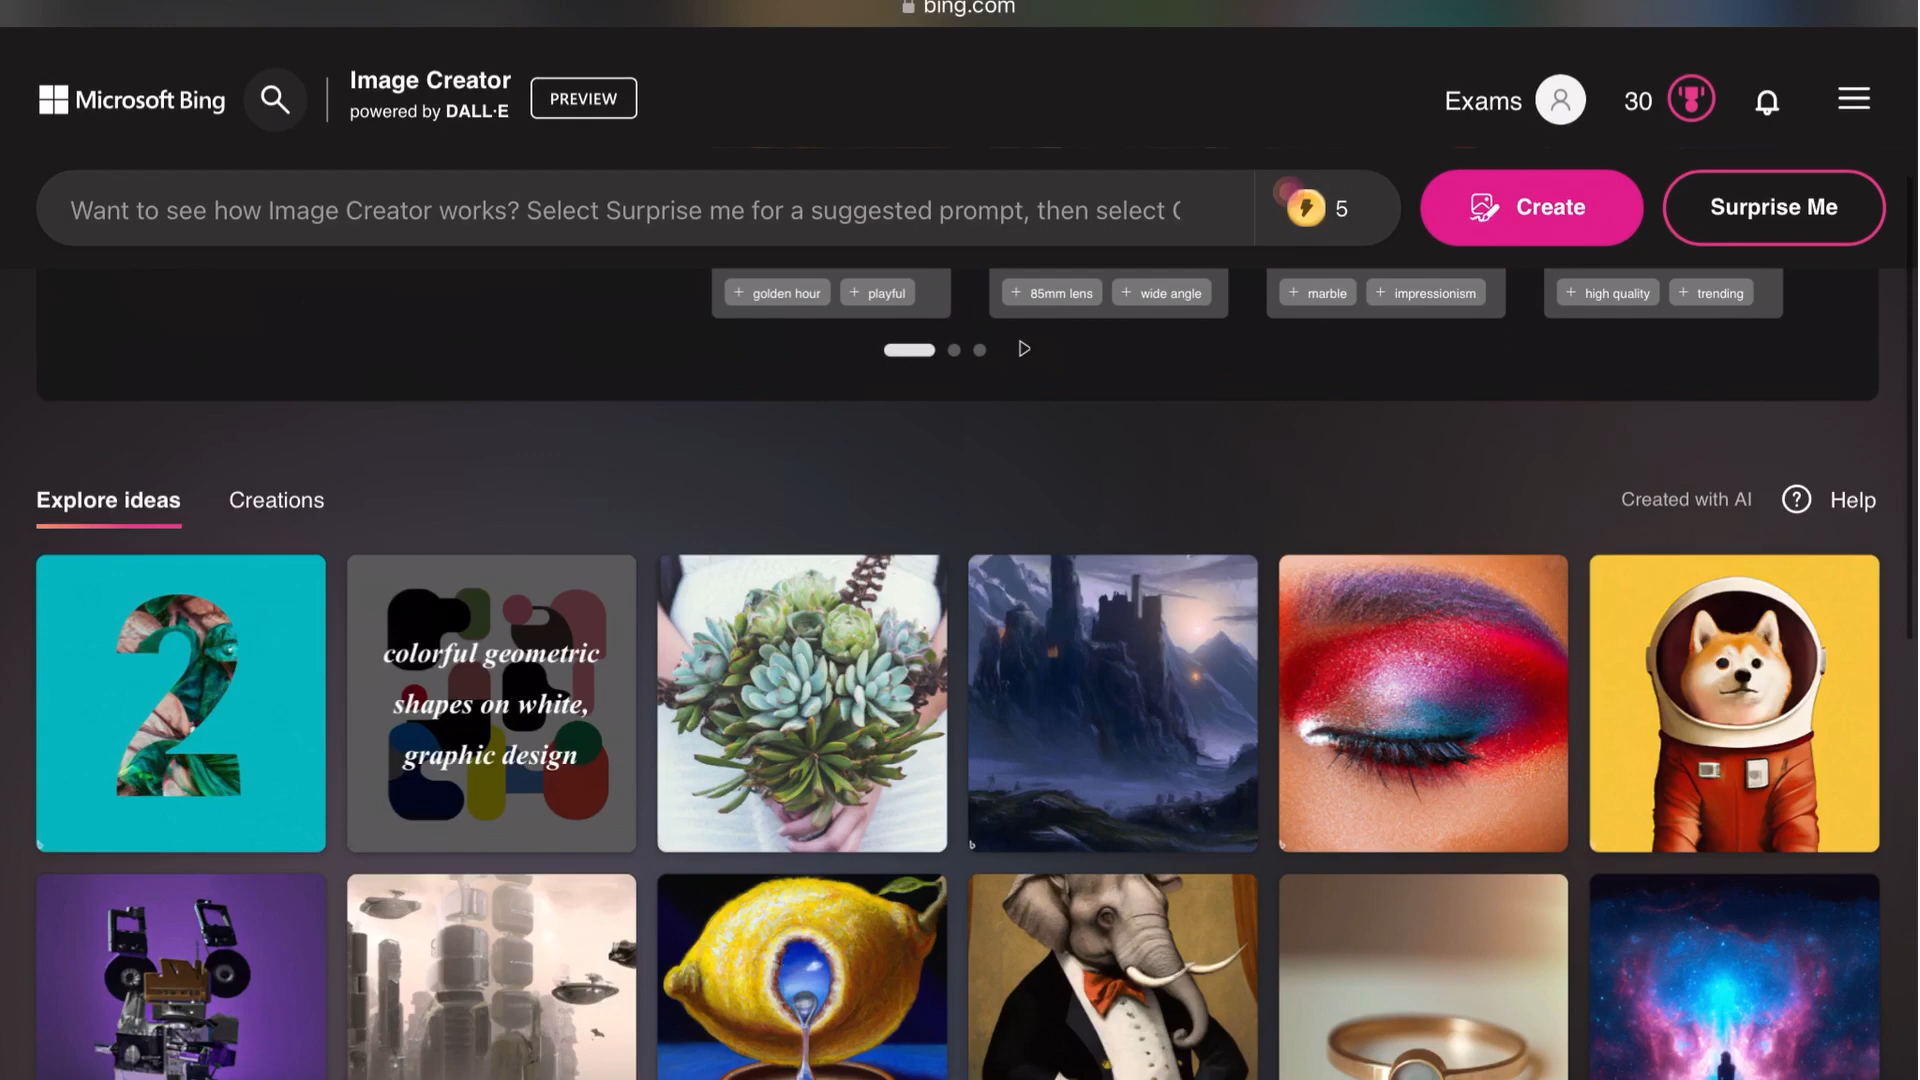 bing.com
Microsoft Bing
Image Creator
powered by DALL·E
PREVIEW
Exams
30
Want to see how Image Creator works? Select Surprise me for a suggested prompt, then select
5
Create
Surprise Me
+ golden hour
+ playful
+ 85mm lens
+ wide angle
+ marble
+ impressionism
+ high quality
+ trending
Explore ideas
Creations
Created with AI
? Help
2
colorful geometric
shapes on white,
graphic design